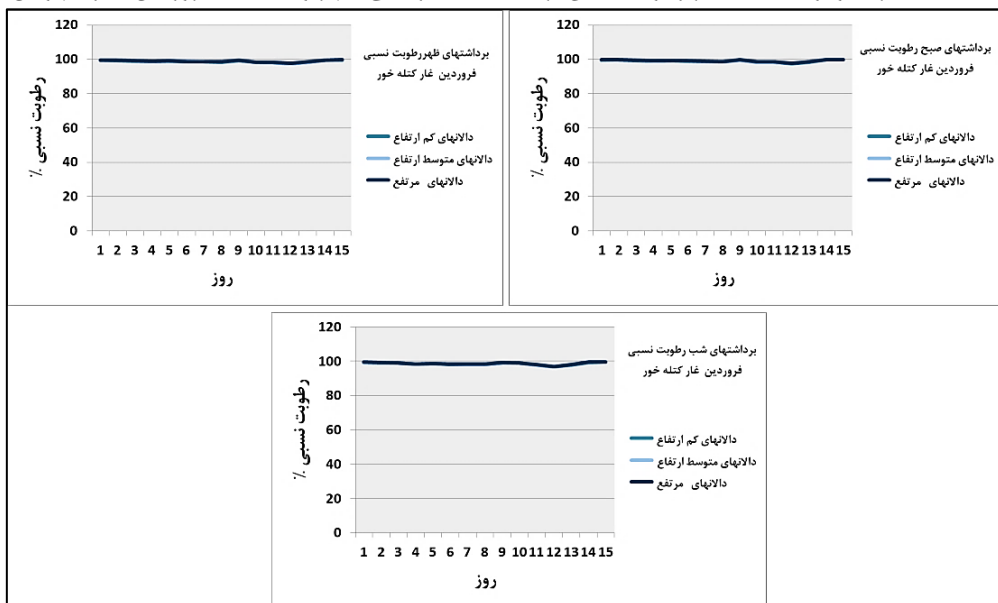 برداشتهای صبح رطوبت نسبی
فروردین غار کتله خور
دالانهای کم ارتفاع
دالانهای متوسط ارتفاع
دالانهای مرتفع
رطوبت نسبی %
120
100
80
60
40
20
0
1 2 3 4 5 6 7 8 9 10 11 12 13 14 15
روز
برداشتهای ظهررطوبت نسبی
فروردین غار کتله خور
دالانهای کم ارتفاع
دالانهای متوسط ارتفاع
دالانهای مرتفع
رطوبت نسبی %
120
100
80
60
40
20
0
1 2 3 4 5 6 7 8 9 10 11 12 13 14 15
روز
برداشتهای شب رطوبت نسبی
فروردین غار کتله خور
دالانهای کم ارتفاع
دالانهای متوسط ارتفاع
دالانهای مرتفع
رطوبت نسبی %
120
100
80
60
40
20
0
1 2 3 4 5 6 7 8 9 10 11 12 13 14 15
روز